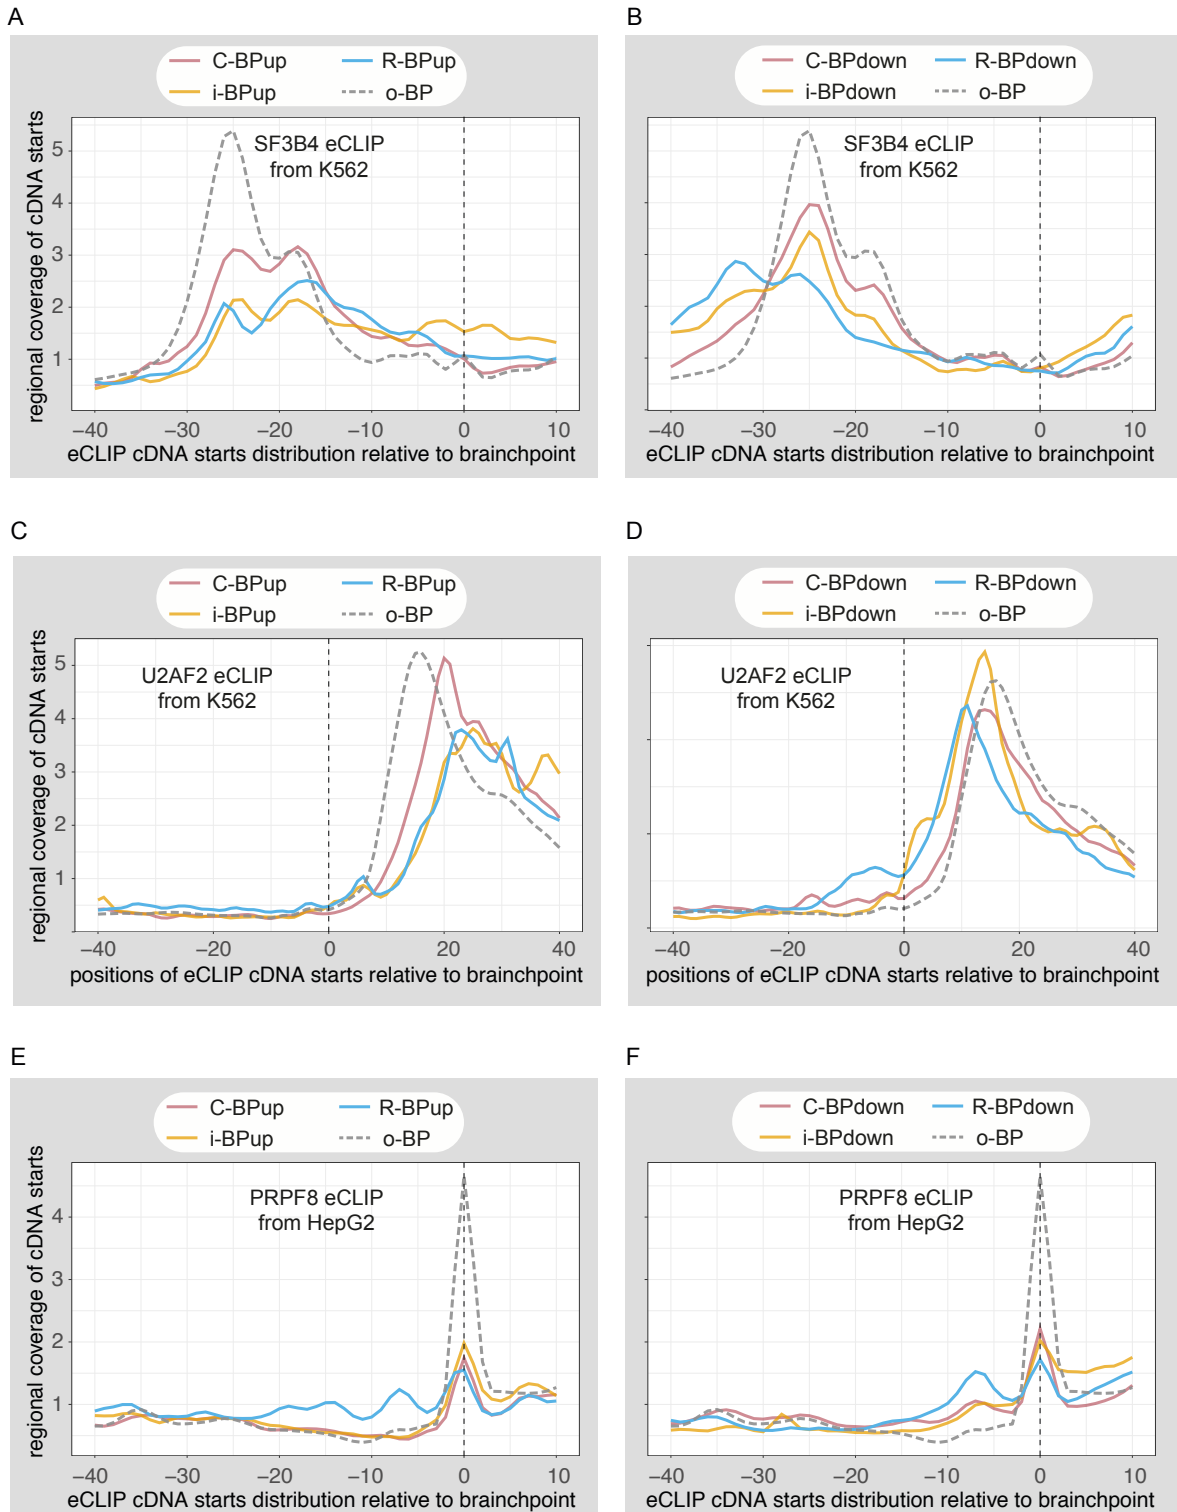 A
C-BPup R-BPup
i-BPup o-BP
SF3B4 eCLIP
from K562
regional coverage of cDNA starts
5
4
3
2
1
−40 −30 −20 −10 0 10
eCLIP cDNA starts distribution relative to brainchpoint
B
C-BPdown R-BPdown
i-BPdown o-BP
SF3B4 eCLIP
from K562
−40 −30 −20 −10 0 10
eCLIP cDNA starts distribution relative to brainchpoint
C
C-BPup R-BPup
i-BPup o-BP
U2AF2 eCLIP
from K562
regional coverage of cDNA starts
5
4
3
2
1
−40 −20 0 20 40
positions of eCLIP cDNA starts relative to brainchpoint
D
C-BPdown R-BPdown
i-BPdown o-BP
U2AF2 eCLIP
from K562
−40 −20 0 20 40
positions of eCLIP cDNA starts relative to brainchpoint
E
C-BPup R-BPup
i-BPup o-BP
PRPF8 eCLIP
from HepG2
regional coverage of cDNA starts
4
3
2
1
−40 −30 −20 −10 0 10
eCLIP cDNA starts distribution relative to brainchpoint
F
C-BPdown R-BPdown
i-BPdown o-BP
PRPF8 eCLIP
from HepG2
−40 −30 −20 −10 0 10
eCLIP cDNA starts distribution relative to brainchpoint